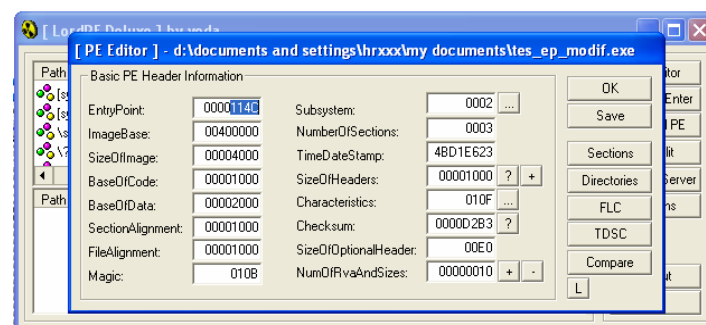 [ LordPE Deluxe ] by yoda
[ PE Editor ] - d:\documents and settings\hrxxx\my documents\tes_ep_modif.exe
Path
Path
Basic PE Header Information
EntryPoint: 0000114C
ImageBase: 00400000
SizeOfImage: 00004000
BaseOfCode: 00001000
BaseOfData: 00002000
SectionAlignment: 00001000
FileAlignment: 00001000
Magic: 010B
Subsystem: 0002 ...
NumberOfSections: 0003
TimeDateStamp: 4BD1E623
SizeOfHeaders: 00001000 ? +
Characteristics: 010F ...
Checksum: 0000D2B3 ?
SizeOfOptionalHeader: 00E0
NumOfRvaAndSizes: 00000010 + -
OK
Save
Sections
Directories
FLC
TDSC
Compare
L
itor
Enter
PE
lit
Server
ns
ut